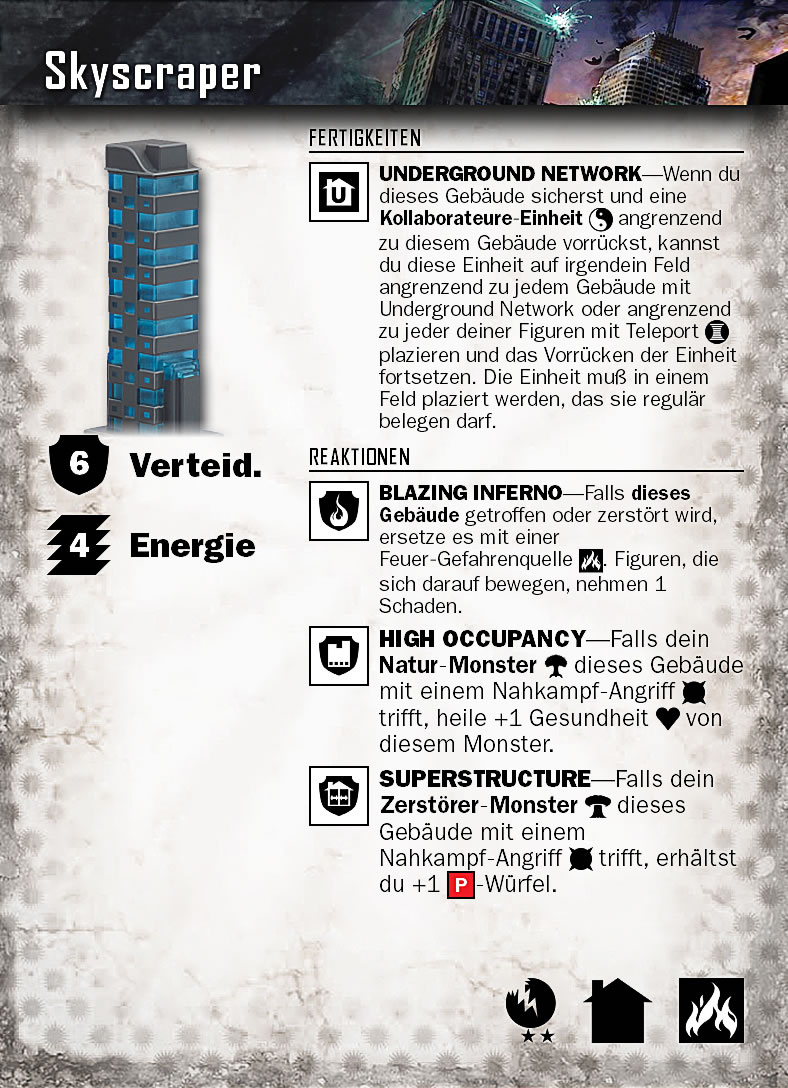 Skyscraper
FERTIGKEITEN
U
UNDERGROUND NETWORK—Wenn du
dieses Gebäude sicherst und eine
Kollaborateure-Einheit angrenzend
zu diesem Gebäude vorrückst, kannst
du diese Einheit auf irgendein Feld
angrenzend zu jedem Gebäude mit
Underground Network oder angrenzend
zu jeder deiner Figuren mit Teleport
plazieren und das Vorrücken der Einheit
fortsetzen. Die Einheit muß in einem
Feld plaziert werden, das sie regulär
belegen darf.
6 Verteid.
4 Energie
REAKTIONEN
BLAZING INFERNO—Falls dieses
Gebäude getroffen oder zerstört wird,
ersetze es mit einer
Feuer-Gefahrenquelle . Figuren, die
sich darauf bewegen, nehmen 1
Schaden.
HIGH OCCUPANCY—Falls dein
Natur-Monster dieses Gebäude
mit einem Nahkampf-Angriff
trifft, heile +1 Gesundheit von
diesem Monster.
SUPERSTRUCTURE—Falls dein
Zerstörer-Monster dieses
Gebäude mit einem
Nahkampf-Angriff trifft, erhältst
du +1 P-Würfel.